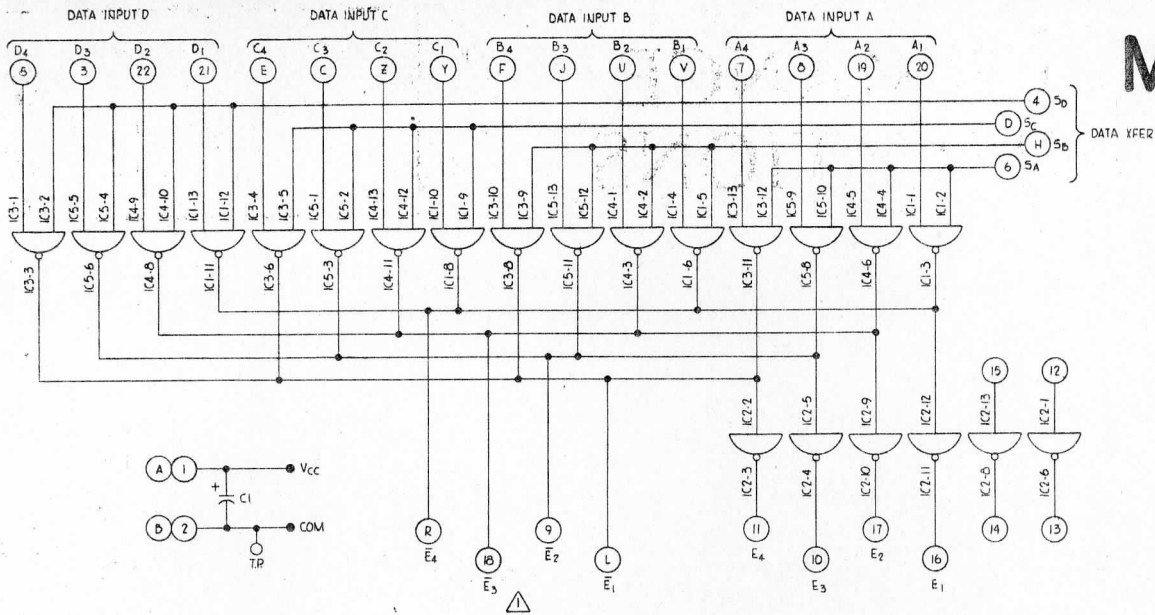 DATA INPUT D DATA INPUT C DATA INPUT B DATA INPUT A
D4 D3 D2 D1 C4 C3 C2 C1 B4 B3 B2 B1 A4 A3 A2 A1
3 22 21 E C Z Y F J U V 7 8 19 20
M
4 SD
D SC
H SB
6 SA
DATA XFER
IC3-1 IC3-2 IC5-5 IC5-4 IC4-9 IC4-10 IC1-13 IC1-12 IC3-4 IC3-5 IC5-1 IC5-2 IC4-13 IC4-12 IC1-10 IC1-9 IC3-10 IC3-9 IC5-13 IC5-12 IC4-1 IC4-2 IC1-4 IC1-5 IC3-13 IC3-12 IC5-9 IC5-10 IC4-5 IC4-4 IC1-1 IC1-2
IC3-3 IC5-6 IC4-8 IC1-11 IC3-6 IC5-3 IC4-11 IC1-8 IC3-8 IC5-11 IC4-3 IC1-6 IC3-11 IC5-8 IC4-6 IC1-3
15 12
IC2-2 IC2-5 IC2-9 IC2-12 IC2-13 IC2-1
IC2-3 IC2-4 IC2-10 IC2-11 IC2-8 IC2-6
A 1 VCC
+ C1
B 2 COM
T.P.
R 18 9 L 11 10 17 16 14 13
E̅4 E̅3 E̅2 E̅1 E4 E3 E2 E1
1